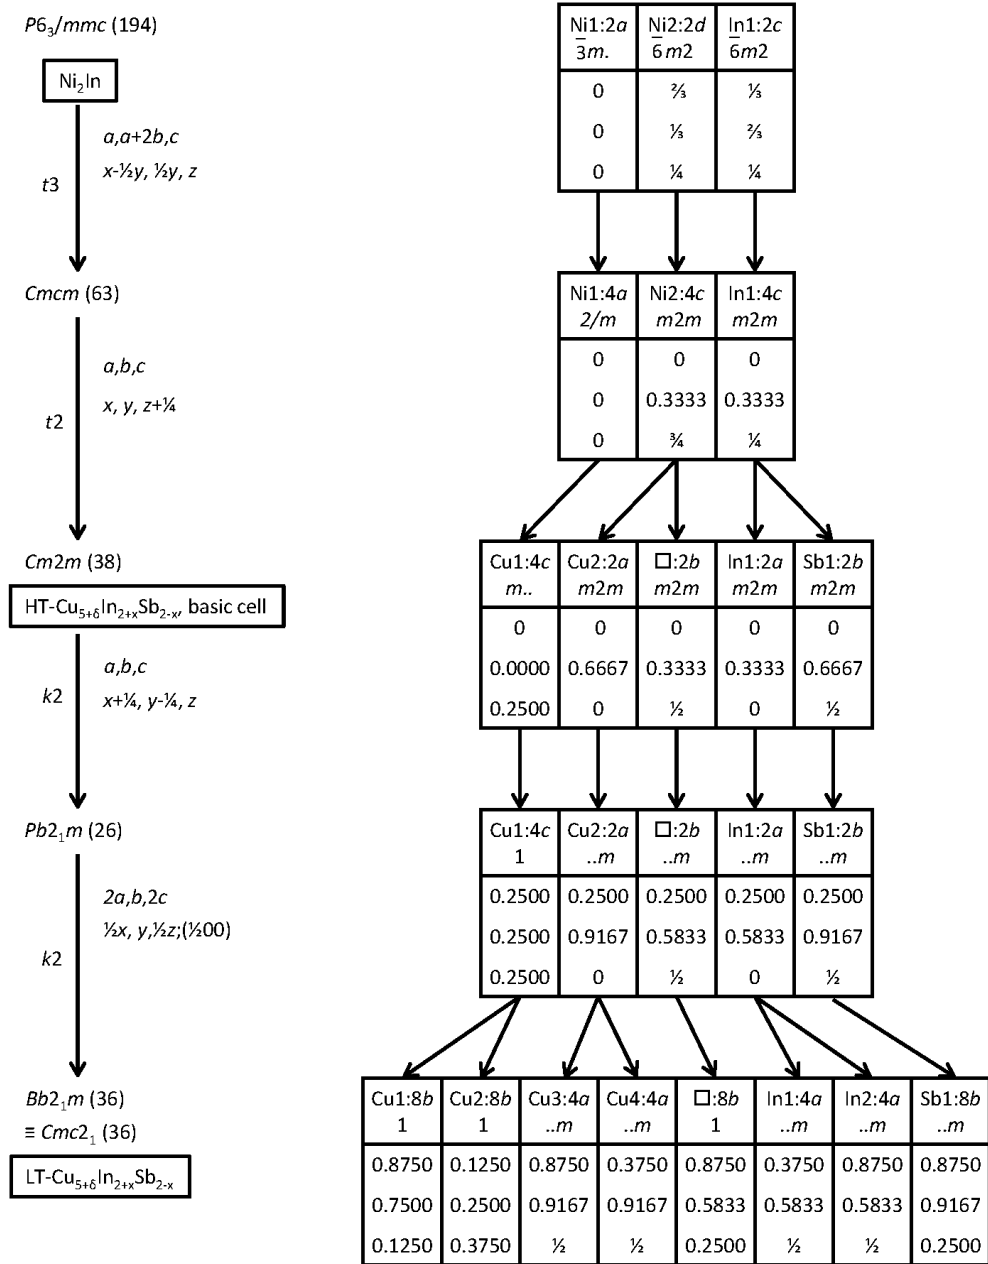 P6₃/mmc (194)
Ni₂In
t3
a,a+2b,c
x-½y, ½y, z
Ni1:2a Ni2:2d In1:2c
3̅m. 6̅m2 6̅m2
0 ⅔ ⅓
0 ⅓ ⅔
0 ¼ ¼
Cmcm (63)
t2
a,b,c
x, y, z+¼
Ni1:4a Ni2:4c In1:4c
2/m m2m m2m
0 0 0
0 0.3333 0.3333
0 ¾ ¼
Cm2m (38)
HT-Cu₅₊δIn₂₊ₓSb₂₋ₓ, basic cell
k2
a,b,c
x+¼, y-¼, z
Cu1:4c Cu2:2a □:2b In1:2a Sb1:2b
m.. m2m m2m m2m m2m
0 0 0 0 0
0.0000 0.6667 0.3333 0.3333 0.6667
0.2500 0 ½ 0 ½
Pb2₁m (26)
k2
2a,b,2c
½x, y,½z;(½00)
Cu1:4c Cu2:2a □:2b In1:2a Sb1:2b
1 ..m ..m ..m ..m
0.2500 0.2500 0.2500 0.2500 0.2500
0.2500 0.9167 0.5833 0.5833 0.9167
0.2500 0 ½ 0 ½
Bb2₁m (36)
≡ Cmc2₁ (36)
LT-Cu₅₊δIn₂₊ₓSb₂₋ₓ
Cu1:8b Cu2:8b Cu3:4a Cu4:4a □:8b In1:4a In2:4a Sb1:8b
1 1 ..m ..m 1 ..m ..m ..m
0.8750 0.1250 0.8750 0.3750 0.8750 0.3750 0.8750 0.8750
0.7500 0.2500 0.9167 0.9167 0.5833 0.5833 0.5833 0.9167
0.1250 0.3750 ½ ½ 0.2500 ½ ½ 0.2500